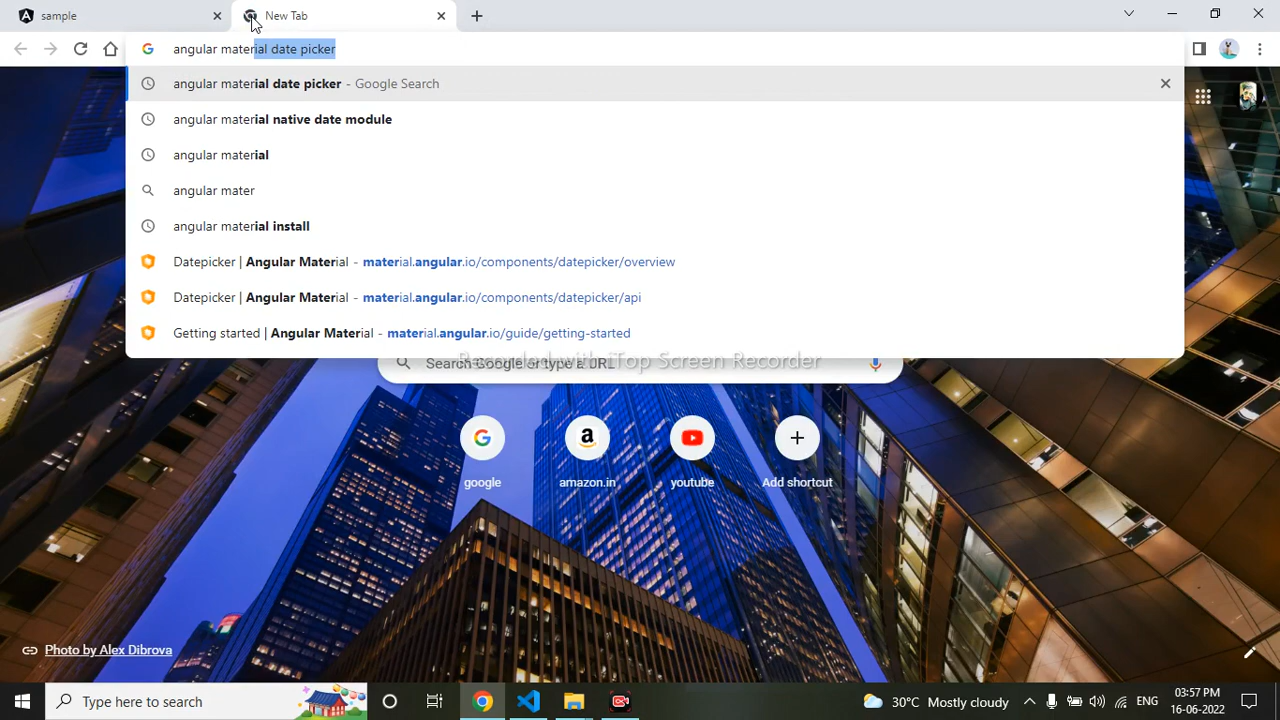 sample
New Tab
angular material date picker
angular material date picker - Google Search
angular material native date module
angular material
angular mater
angular material install
Datepicker | Angular Material - material.angular.io/components/datepicker/overview
Datepicker | Angular Material - material.angular.io/components/datepicker/api
Getting started | Angular Material - material.angular.io/guide/getting-started
Recorded with iTop Screen Recorder
Search Google or type a URL
google
amazon.in
youtube
Add shortcut
Photo by Alex Dibrova
Type here to search
30°C Mostly cloudy
ENG
03:57 PM
16-06-2022